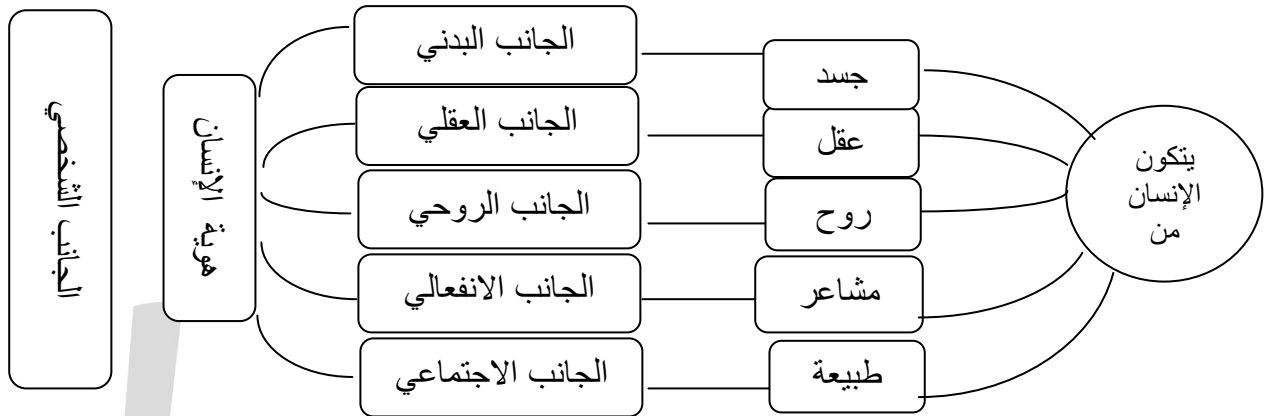 يتكون
الإنسان
من
جسد
عقل
روح
مشاعر
طبيعة
الجانب البدني
الجانب العقلي
الجانب الروحي
الجانب الانفعالي
الجانب الاجتماعي
هوية الإنسان
الجانب الشخصي